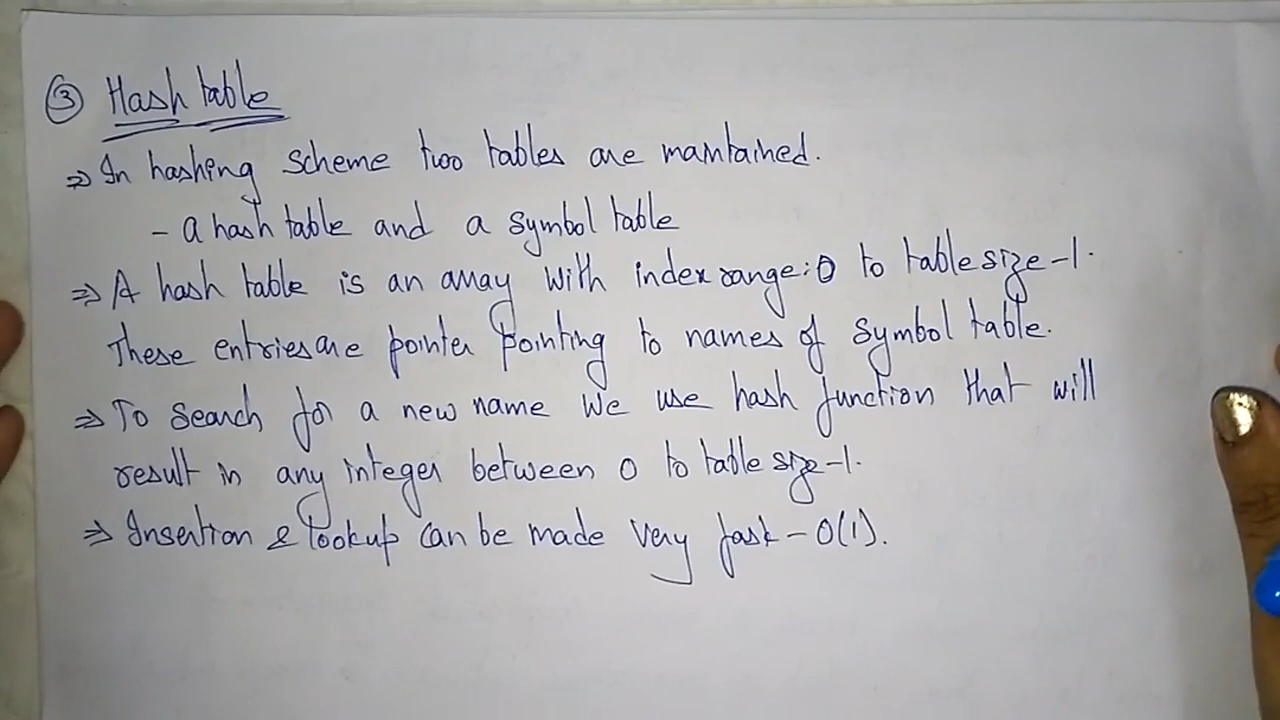 ③ Hash table
⇒ In hashing scheme two tables are maintained.
- a hash table and a symbol table
⇒ A hash table is an array with index range: 0 to table size-1.
These entries are pointer pointing to names of symbol table.
⇒ To search for a new name we use hash function that will
result in any integer between 0 to table size-1.
⇒ Insertion & lookup can be made very fast - O(1).